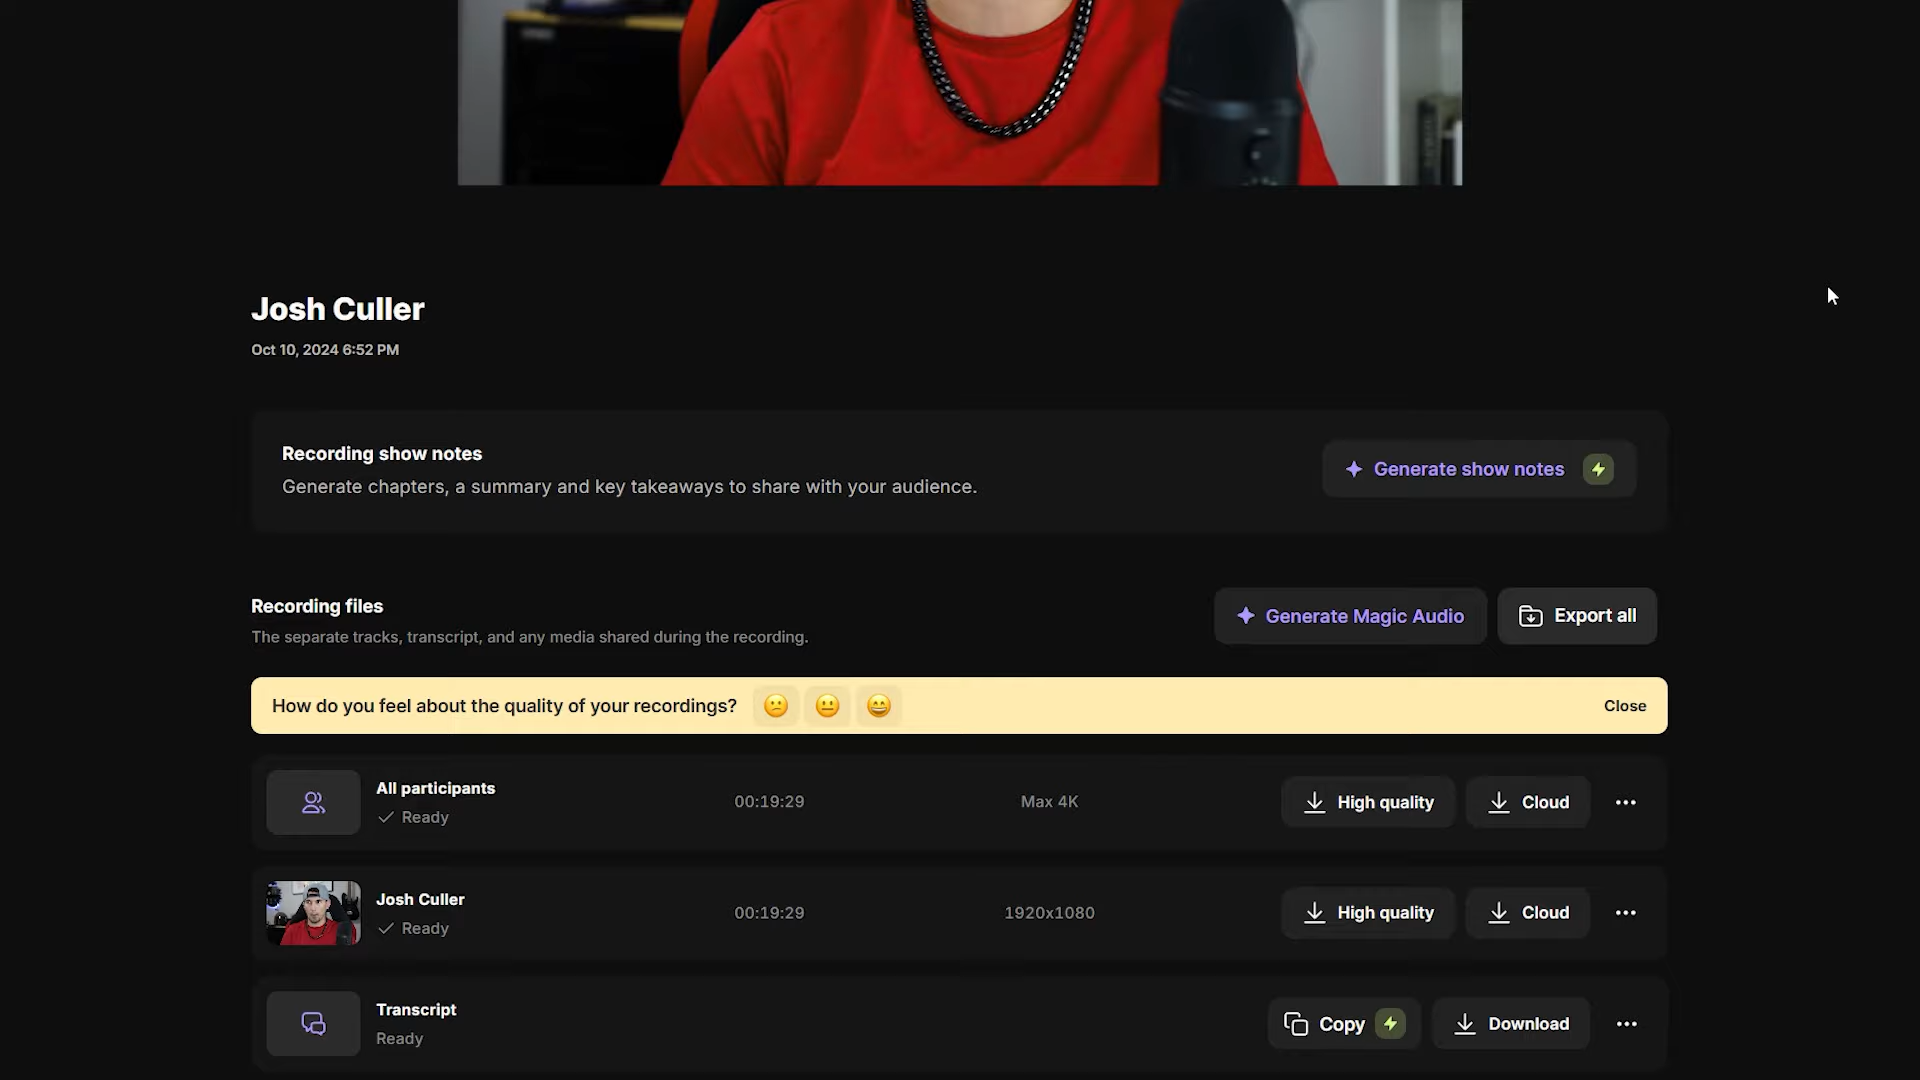 Josh Culler
Oct 10, 2024 6:52 PM
Recording show notes
Generate chapters, a summary and key takeaways to share with your audience.
Generate show notes
Recording files
The separate tracks, transcript, and any media shared during the recording.
Generate Magic Audio
Export all
How do you feel about the quality of your recordings?
Close
All participants
Ready
00:19:29
Max 4K
High quality
Cloud
Josh Culler
Ready
00:19:29
1920x1080
High quality
Cloud
Transcript
Ready
Copy
Download